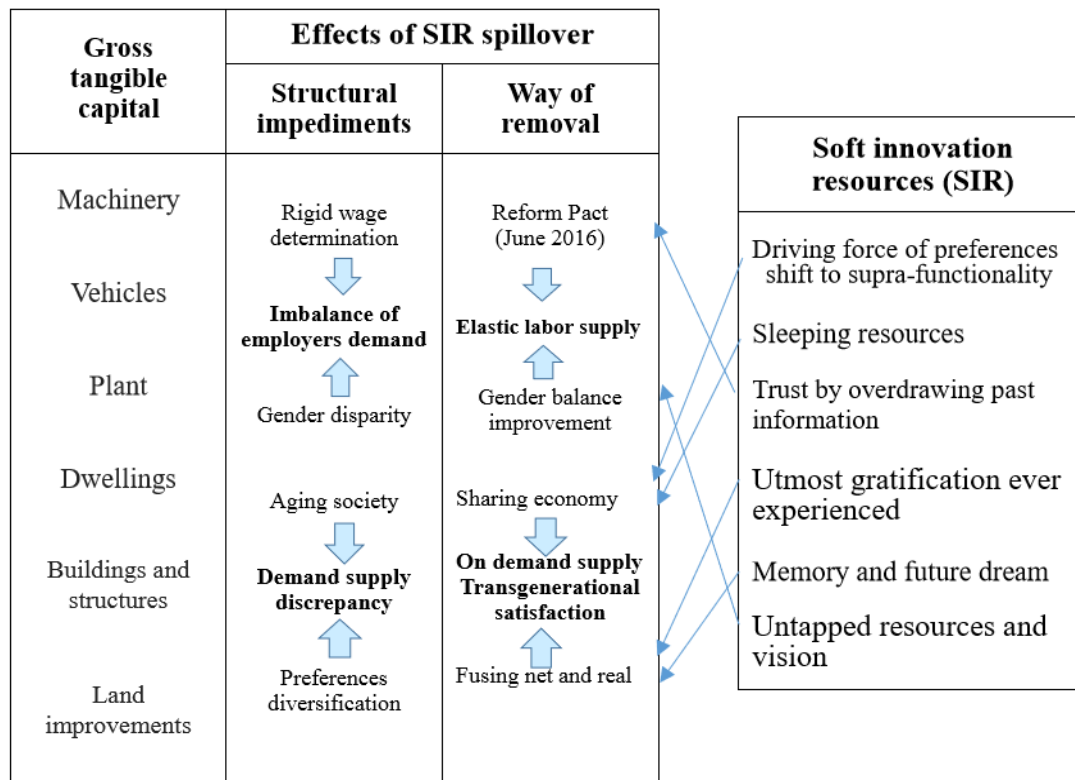 Gross
tangible
capital
Effects of SIR spillover
Structural
impediments
Way of
removal
Machinery
Vehicles
Plant
Dwellings
Buildings and
structures
Land
improvements
Rigid wage
determination
Imbalance of
employers demand
Gender disparity
Aging society
Demand supply
discrepancy
Preferences
diversification
Reform Pact
(June 2016)
Elastic labor supply
Gender balance
improvement
Sharing economy
On demand supply
Transgenerational
satisfaction
Fusing net and real
Soft innovation
resources (SIR)
Driving force of preferences
shift to supra-functionality
Sleeping resources
Trust by overdrawing past
information
Utmost gratification ever
experienced
Memory and future dream
Untapped resources and
vision